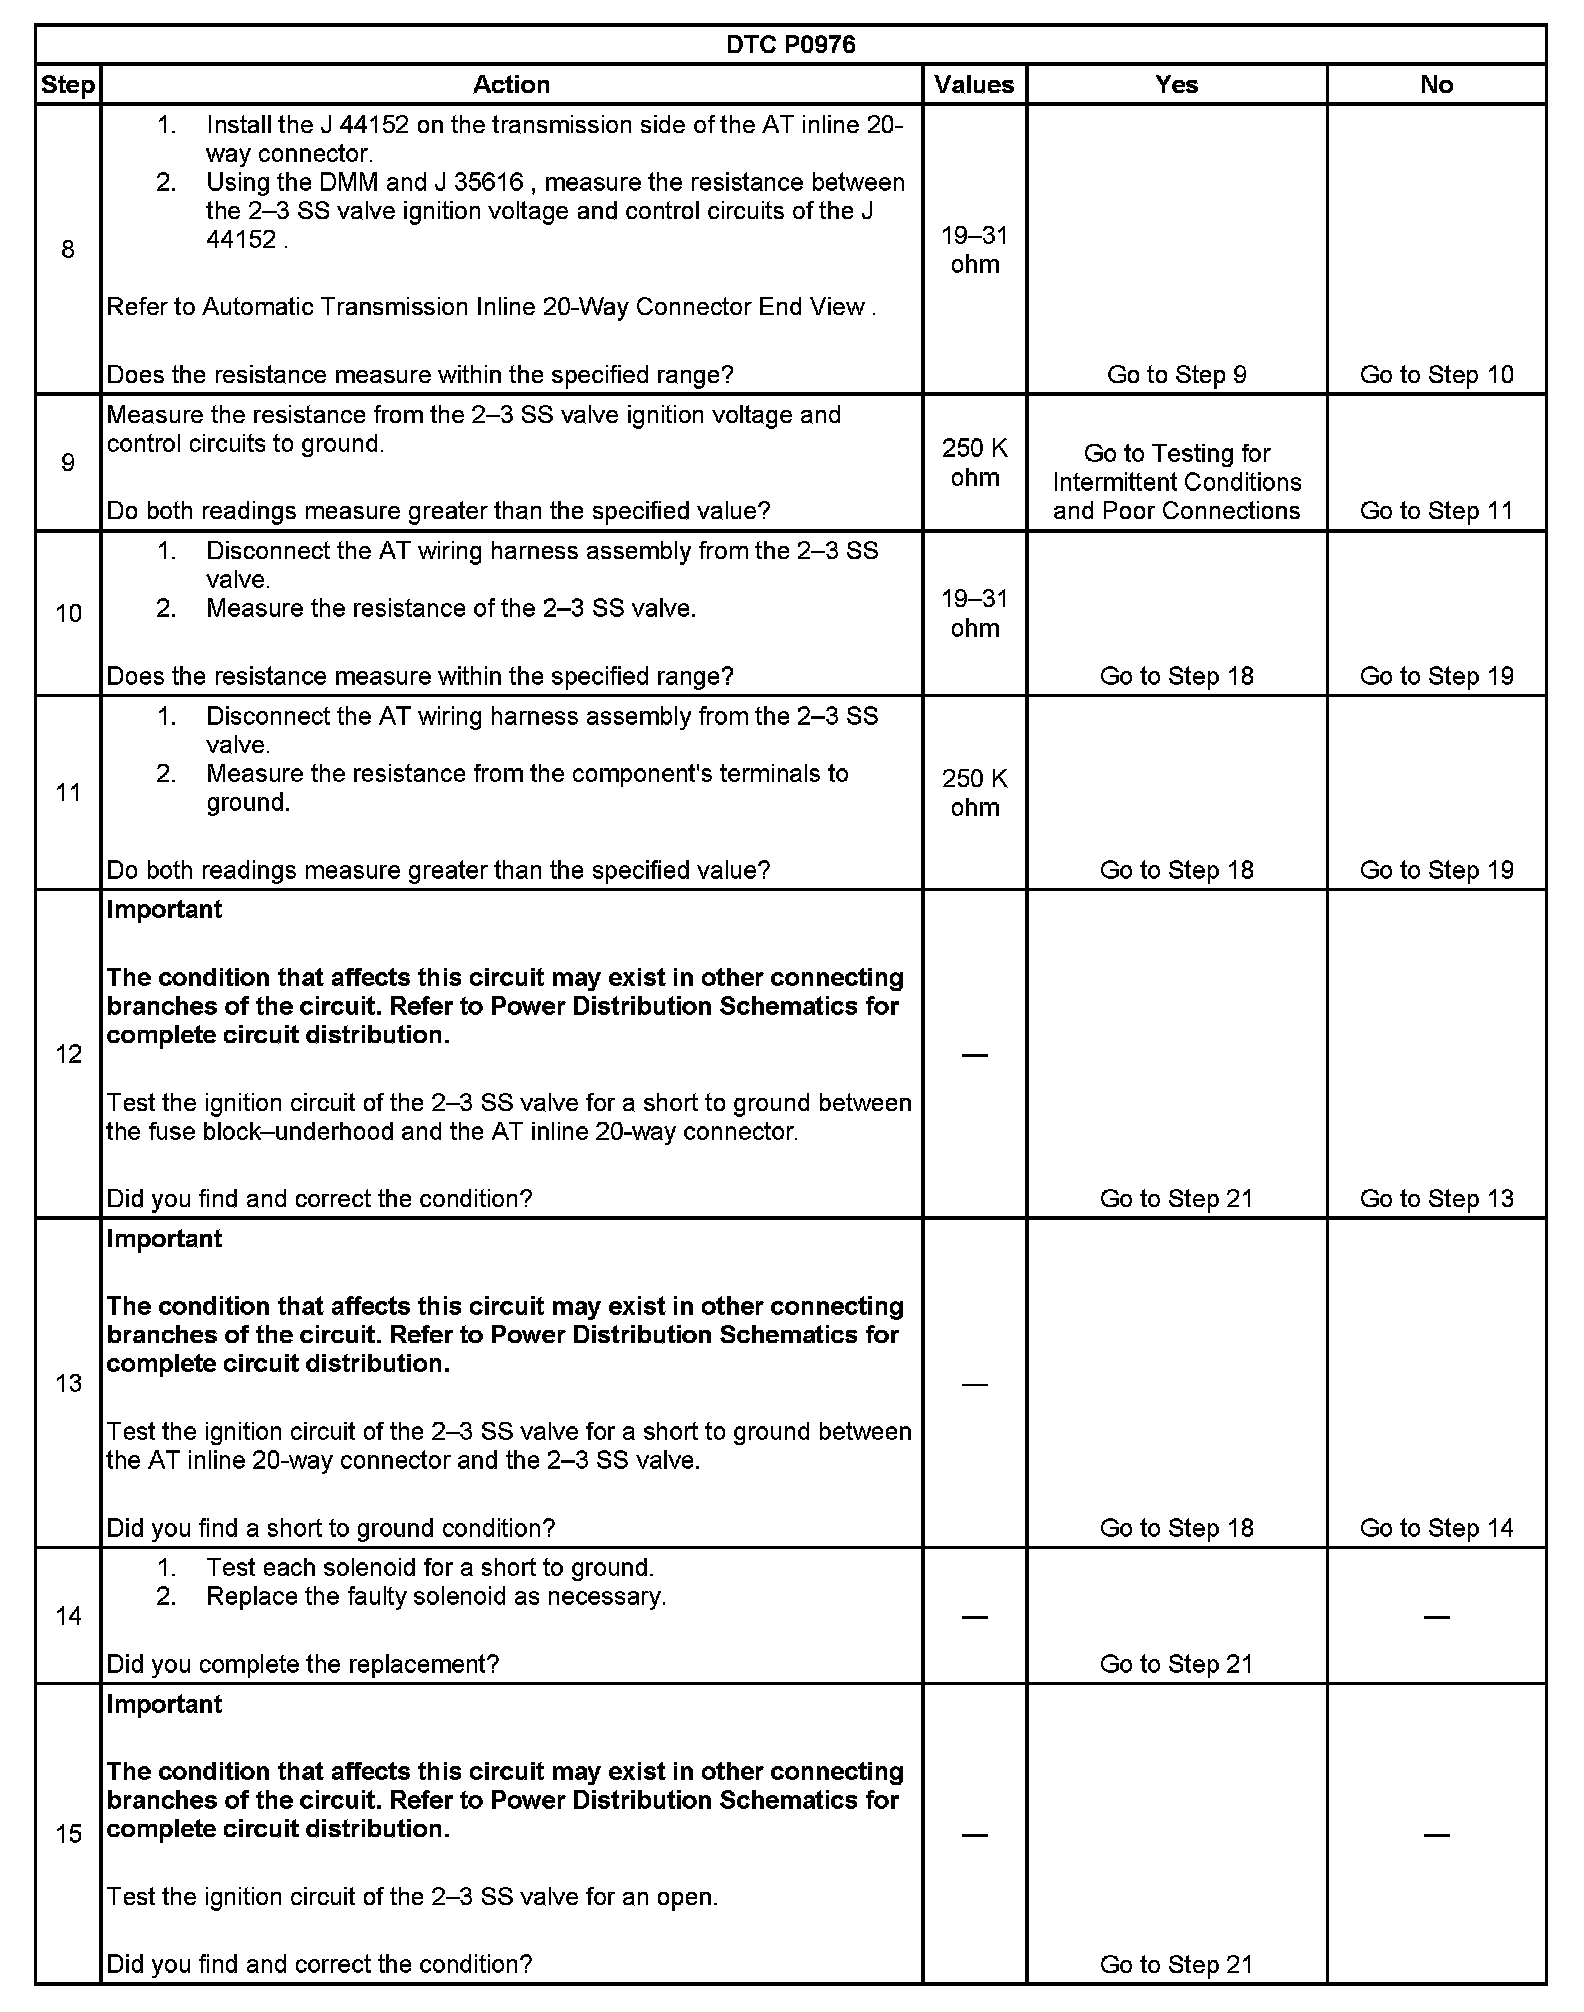 DTC P0976
Step Action Values Yes No
8
1. Install the J 44152 on the transmission side of the AT inline 20-
way connector.
2. Using the DMM and J 35616 , measure the resistance between
the 2–3 SS valve ignition voltage and control circuits of the J
44152 .
Refer to Automatic Transmission Inline 20-Way Connector End View .
Does the resistance measure within the specified range?
19–31
ohm
Go to Step 9
Go to Step 10
9
Measure the resistance from the 2–3 SS valve ignition voltage and
control circuits to ground.
Do both readings measure greater than the specified value?
250 K
ohm
Go to Testing for
Intermittent Conditions
and Poor Connections
Go to Step 11
10
1. Disconnect the AT wiring harness assembly from the 2–3 SS
valve.
2. Measure the resistance of the 2–3 SS valve.
Does the resistance measure within the specified range?
19–31
ohm
Go to Step 18
Go to Step 19
11
1. Disconnect the AT wiring harness assembly from the 2–3 SS
valve.
2. Measure the resistance from the component's terminals to
ground.
Do both readings measure greater than the specified value?
250 K
ohm
Go to Step 18
Go to Step 19
12
Important
The condition that affects this circuit may exist in other connecting
branches of the circuit. Refer to Power Distribution Schematics for
complete circuit distribution.
Test the ignition circuit of the 2–3 SS valve for a short to ground between
the fuse block–underhood and the AT inline 20-way connector.
Did you find and correct the condition?
—
Go to Step 21
Go to Step 13
13
Important
The condition that affects this circuit may exist in other connecting
branches of the circuit. Refer to Power Distribution Schematics for
complete circuit distribution.
Test the ignition circuit of the 2–3 SS valve for a short to ground between
the AT inline 20-way connector and the 2–3 SS valve.
Did you find a short to ground condition?
—
Go to Step 18
Go to Step 14
14
1. Test each solenoid for a short to ground.
2. Replace the faulty solenoid as necessary.
Did you complete the replacement?
—
Go to Step 21
—
15
Important
The condition that affects this circuit may exist in other connecting
branches of the circuit. Refer to Power Distribution Schematics for
complete circuit distribution.
Test the ignition circuit of the 2–3 SS valve for an open.
Did you find and correct the condition?
—
Go to Step 21
—